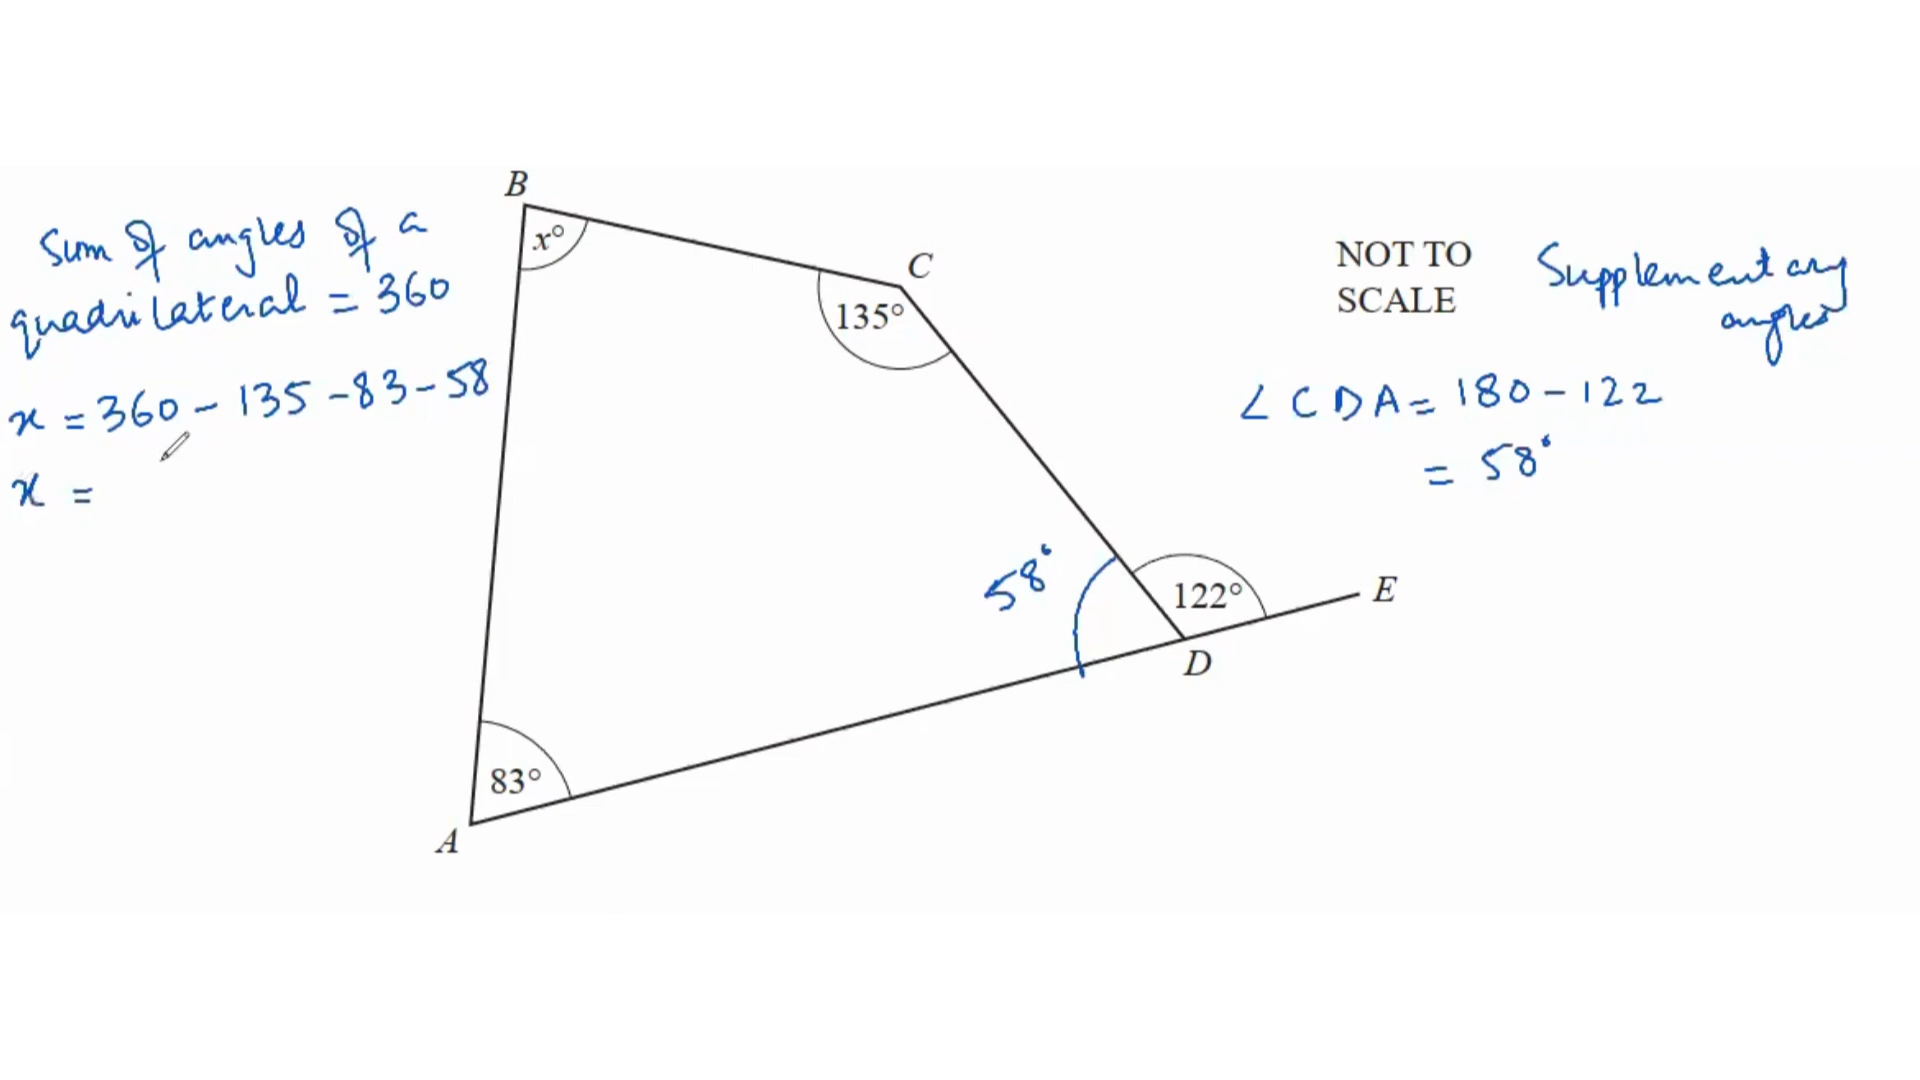 Sum of angles of a
quadrilateral = 360
x = 360 - 135 - 83 - 58
x =
B
x°
C
135°
58°
122°
E
D
83°
A
NOT TO
SCALE
Supplementary
angles
∠CDA = 180 - 122
= 58°